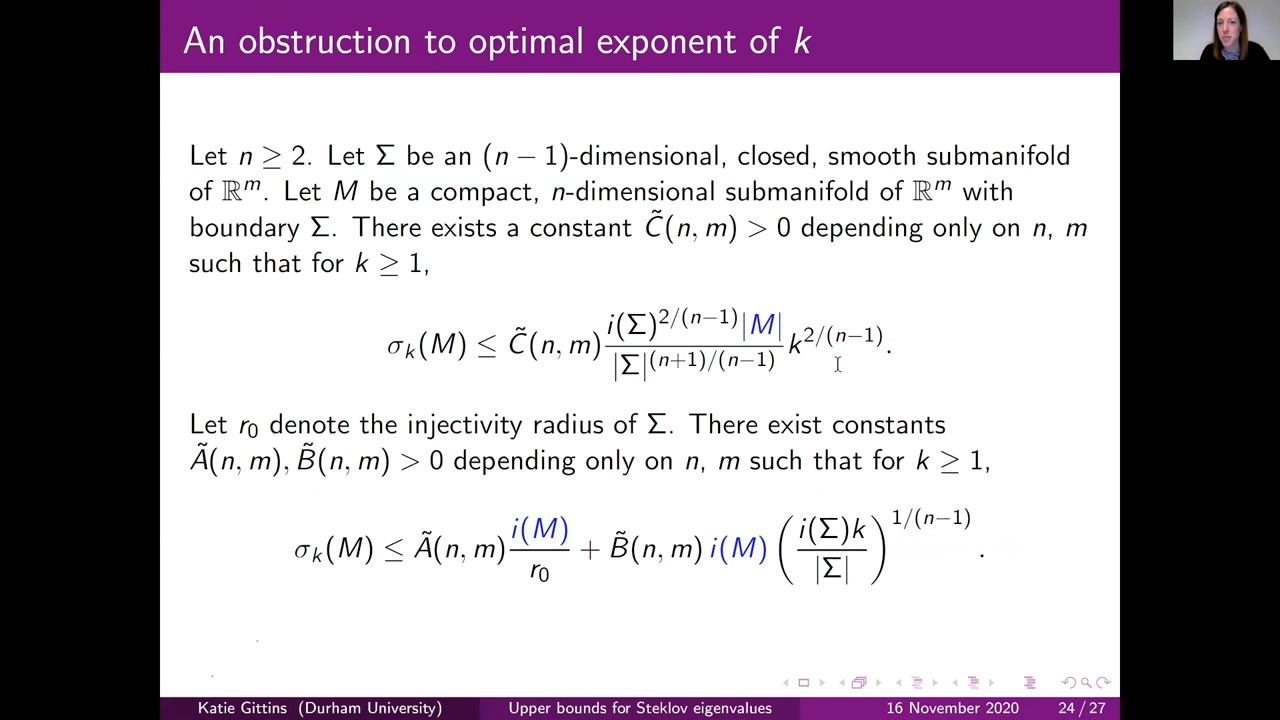 An obstruction to optimal exponent of k
Let n ≥ 2. Let Σ be an (n − 1)-dimensional, closed, smooth submanifold
of ℝ^m. Let M be a compact, n-dimensional submanifold of ℝ^m with
boundary Σ. There exists a constant C̃(n, m) > 0 depending only on n, m
such that for k ≥ 1,
σ_k(M) ≤ C̃(n, m) i(Σ)^{2/(n−1)}|M| / |Σ|^{(n+1)/(n−1)} k^{2/(n−1)}.
Let r_0 denote the injectivity radius of Σ. There exist constants
Ã(n, m), B̃(n, m) > 0 depending only on n, m such that for k ≥ 1,
σ_k(M) ≤ Ã(n, m) i(M) / r_0 + B̃(n, m) i(M) (i(Σ)k / |Σ|)^{1/(n−1)}.
Katie Gittins (Durham University) Upper bounds for Steklov eigenvalues 16 November 2020 24 / 27